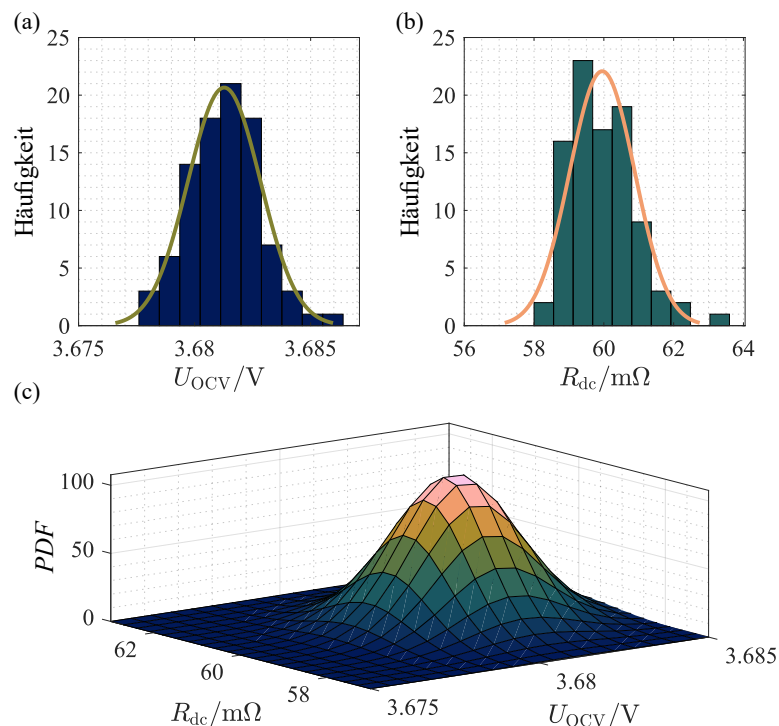 (a)
25
20
15
10
5
0
Häufigkeit
3.675
3.68
3.685
U_OCV/V
(b)
25
20
15
10
5
0
Häufigkeit
56
58
60
62
64
R_dc/mΩ
(c)
100
50
0
PDF
62
60
58
R_dc/mΩ
3.675
3.68
3.685
U_OCV/V